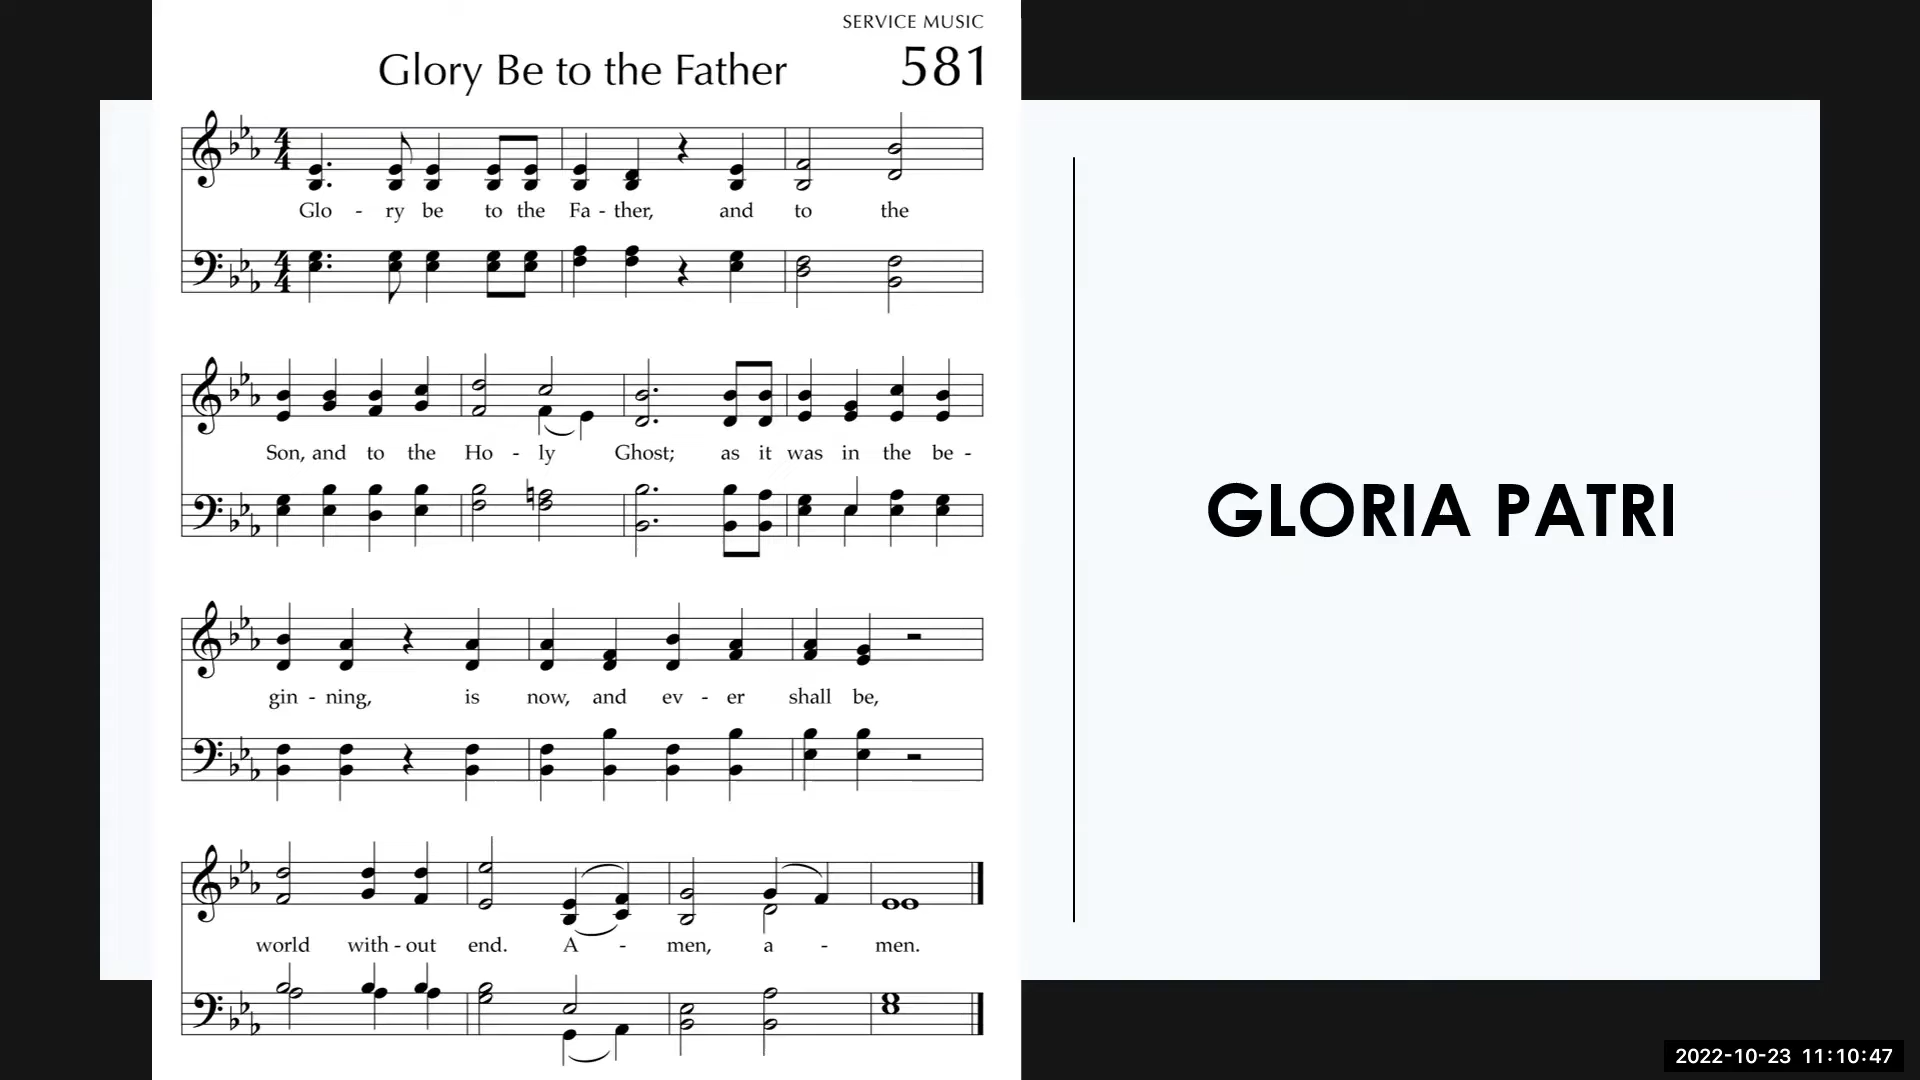 SERVICE MUSIC
Glory Be to the Father 581
Glo - ry be to the Fa - ther, and to the
Son, and to the Ho - ly Ghost; as it was in the be -
gin - ning, is now, and ev - er shall be,
world with - out end. A - men, a - men.
GLORIA PATRI
2022-10-23 11:10:47